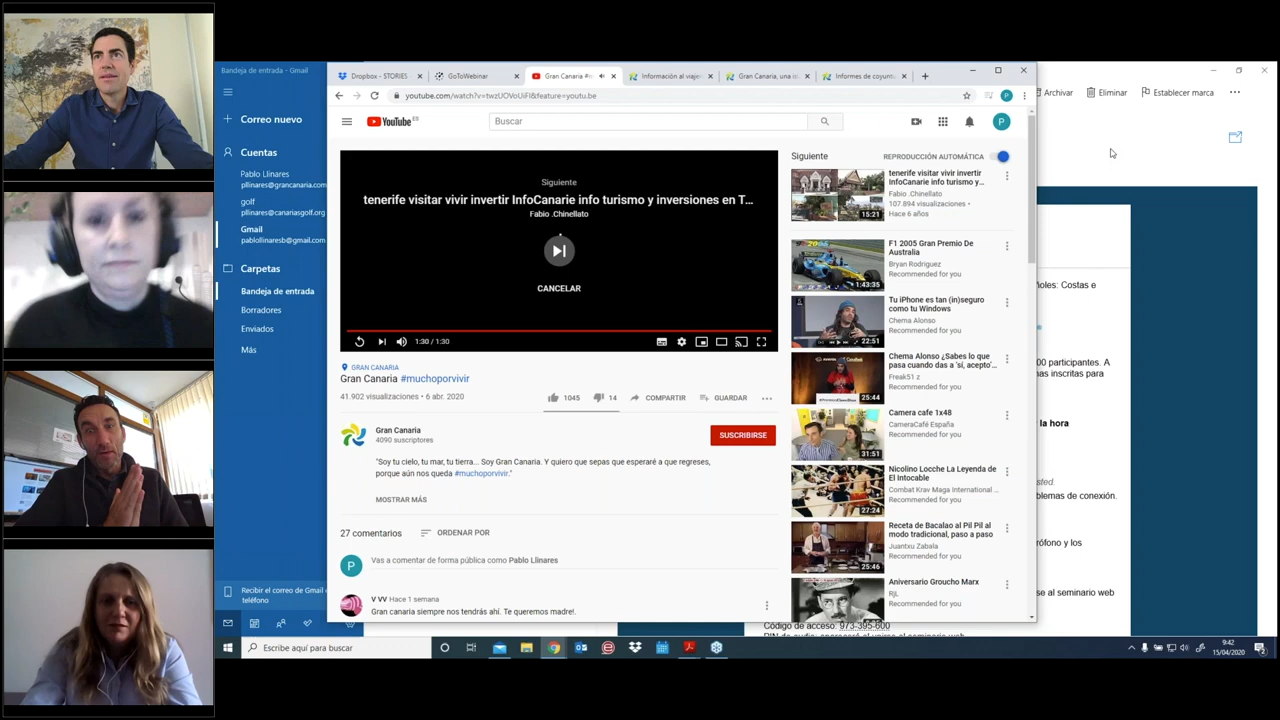 Bandeja de entrada - Gmail
Correo nuevo
Cuentas
Pablo Llinares
pllinares@grancanaria.com
golf
pllinares@canariasgolf.org
Gmail
pablollinaresb@gmail.com
Carpetas
Bandeja de entrada
Borradores
Enviados
Más
Recibir el correo de Gmail
teléfono
Escribe aquí para buscar
Dropbox - STORIES
GoToWebinar
Gran Canaria #m
Información al viajer
Gran Canaria, una is
Informes de coyunt
youtube.com/watch?v=twzUOVoUiFI&feature=youtu.be
YouTube ES
Buscar
P
Siguiente
tenerife visitar vivir invertir InfoCanarie info turismo y inversiones en T...
Fabio .Chinellato
CANCELAR
1:30 / 1:30
GRAN CANARIA
Gran Canaria #muchoporvivir
41.902 visualizaciones • 6 abr. 2020
1045
14
COMPARTIR
GUARDAR
Gran Canaria
4090 suscriptores
SUSCRIBIRSE
"Soy tu cielo, tu mar, tu tierra... Soy Gran Canaria. Y quiero que sepas que esperaré a que regreses,
porque aún nos queda #muchoporvivir."
MOSTRAR MÁS
27 comentarios
ORDENAR POR
P
Vas a comentar de forma pública como Pablo Llinares
V VV Hace 1 semana
Gran canaria siempre nos tendrás ahí. Te queremos madre!.
Siguiente
REPRODUCCIÓN AUTOMÁTICA
tenerife visitar vivir invertir
InfoCanarie info turismo y...
Fabio .Chinellato
107.894 visualizaciones •
Hace 6 años
15:21
F1 2005 Gran Premio De
Australia
Bryan Rodriguez
Recommended for you
1:43:35
Tu iPhone es tan (in)seguro
como tu Windows
Chema Alonso
Recommended for you
22:51
Chema Alonso ¿Sabes lo que
pasa cuando das a 'sí, acepto'...
Freak51 z
Recommended for you
25:44
Camera cafe 1x48
CameraCafé España
Recommended for you
31:51
Nicolino Locche La Leyenda de
El Intocable
Combat Krav Maga International ...
Recommended for you
27:24
Receta de Bacalao al Pil Pil al
modo tradicional, paso a paso
Juantxu Zabala
Recommended for you
25:46
Aniversario Groucho Marx
RjL
Recommended for you
Archivar
Eliminar
Establecer marca
ñoles: Costas e
00 participantes. A
nas inscritas para
la hora
sted.
blemas de conexión.
rófono y los
se al seminario web
Código de acceso: 973-395-600
9:42
15/04/2020
2